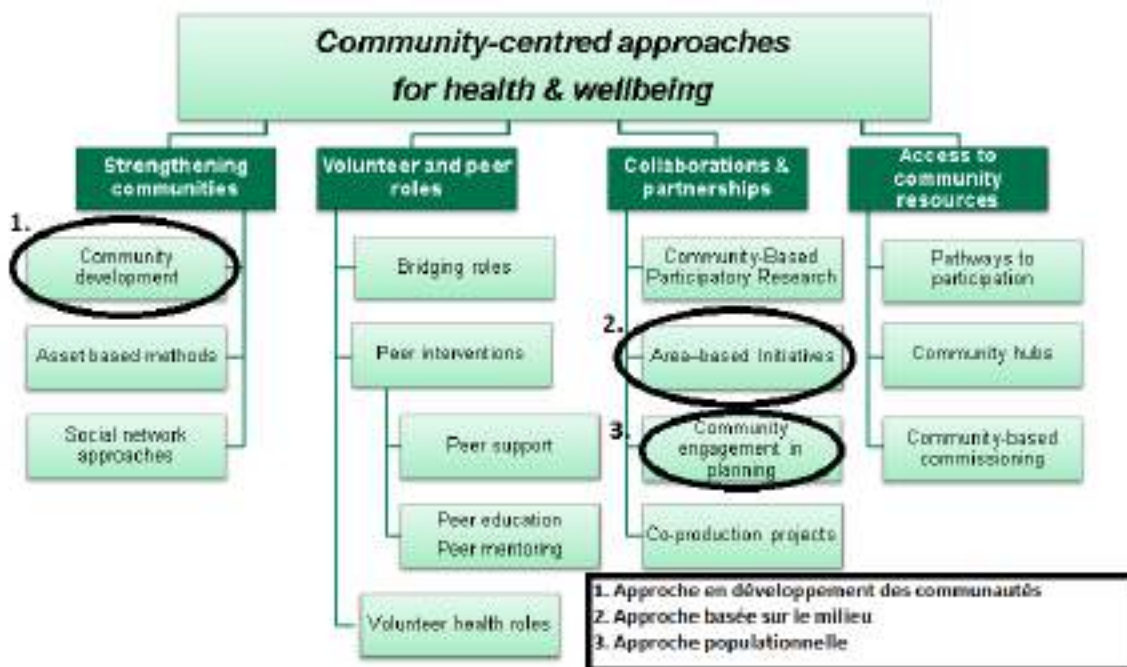 Community-centred approaches
for health & wellbeing
Strengthening
communities
Volunteer and peer
roles
Collaborations &
partnerships
Access to
community
resources
1.
Community
development
Asset based methods
Social network
approaches
Bridging roles
Peer interventions
Peer support
Peer education
Peer mentoring
Volunteer health roles
Community-Based
Participatory Research
2.
Area-based Initiatives
3.
Community
engagement in
planning
Co-production projects
Pathways to
participation
Community hubs
Community-based
commissioning
1. Approche en développement des communautés
2. Approche basée sur le milieu
3. Approche populationnelle